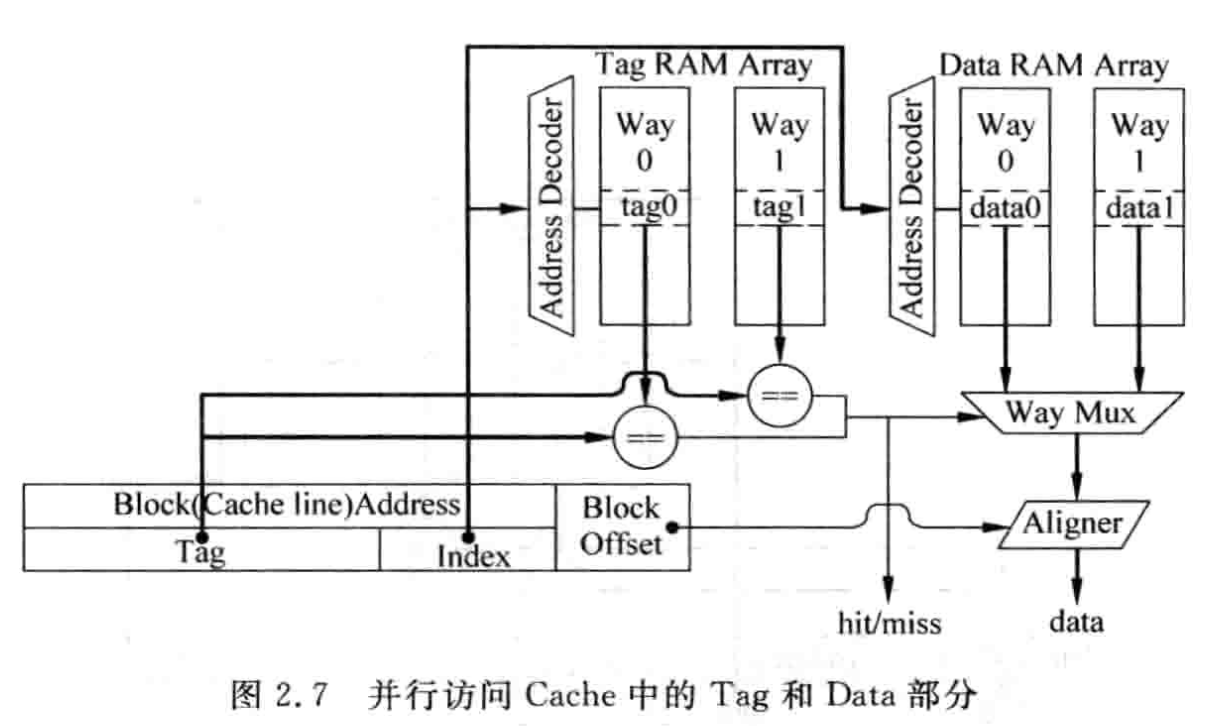 Tag RAM Array
Data RAM Array
Address Decoder
Way
0
tag0
Way
1
tag1
Address Decoder
Way
0
data0
Way
1
data1
==
==
Way Mux
Block(Cache line)Address
Tag
Index
Block
Offset
Aligner
hit/miss
data
图 2.7 并行访问 Cache 中的 Tag 和 Data 部分